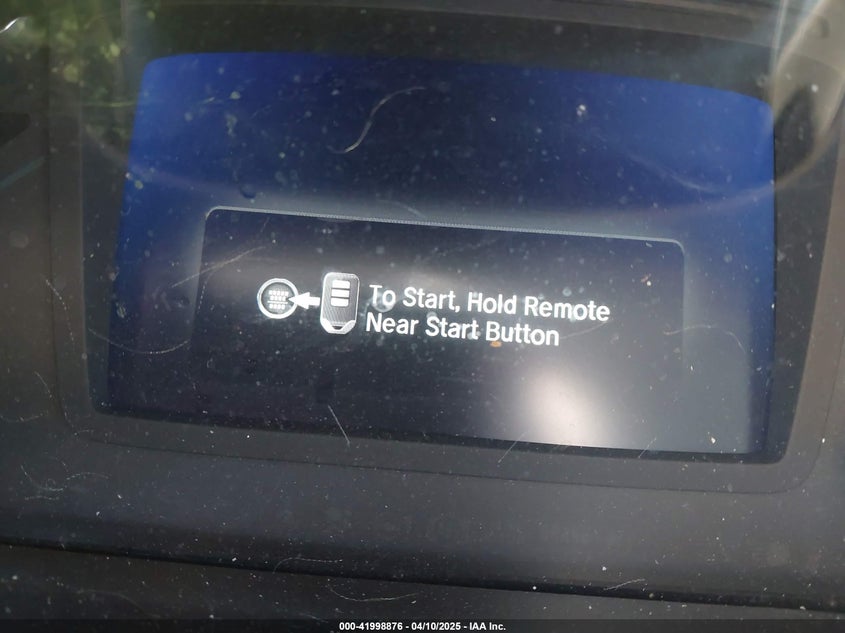 To Start, Hold Remote
Near Start Button
000-41998876 - 04/10/2025 - IAA Inc.